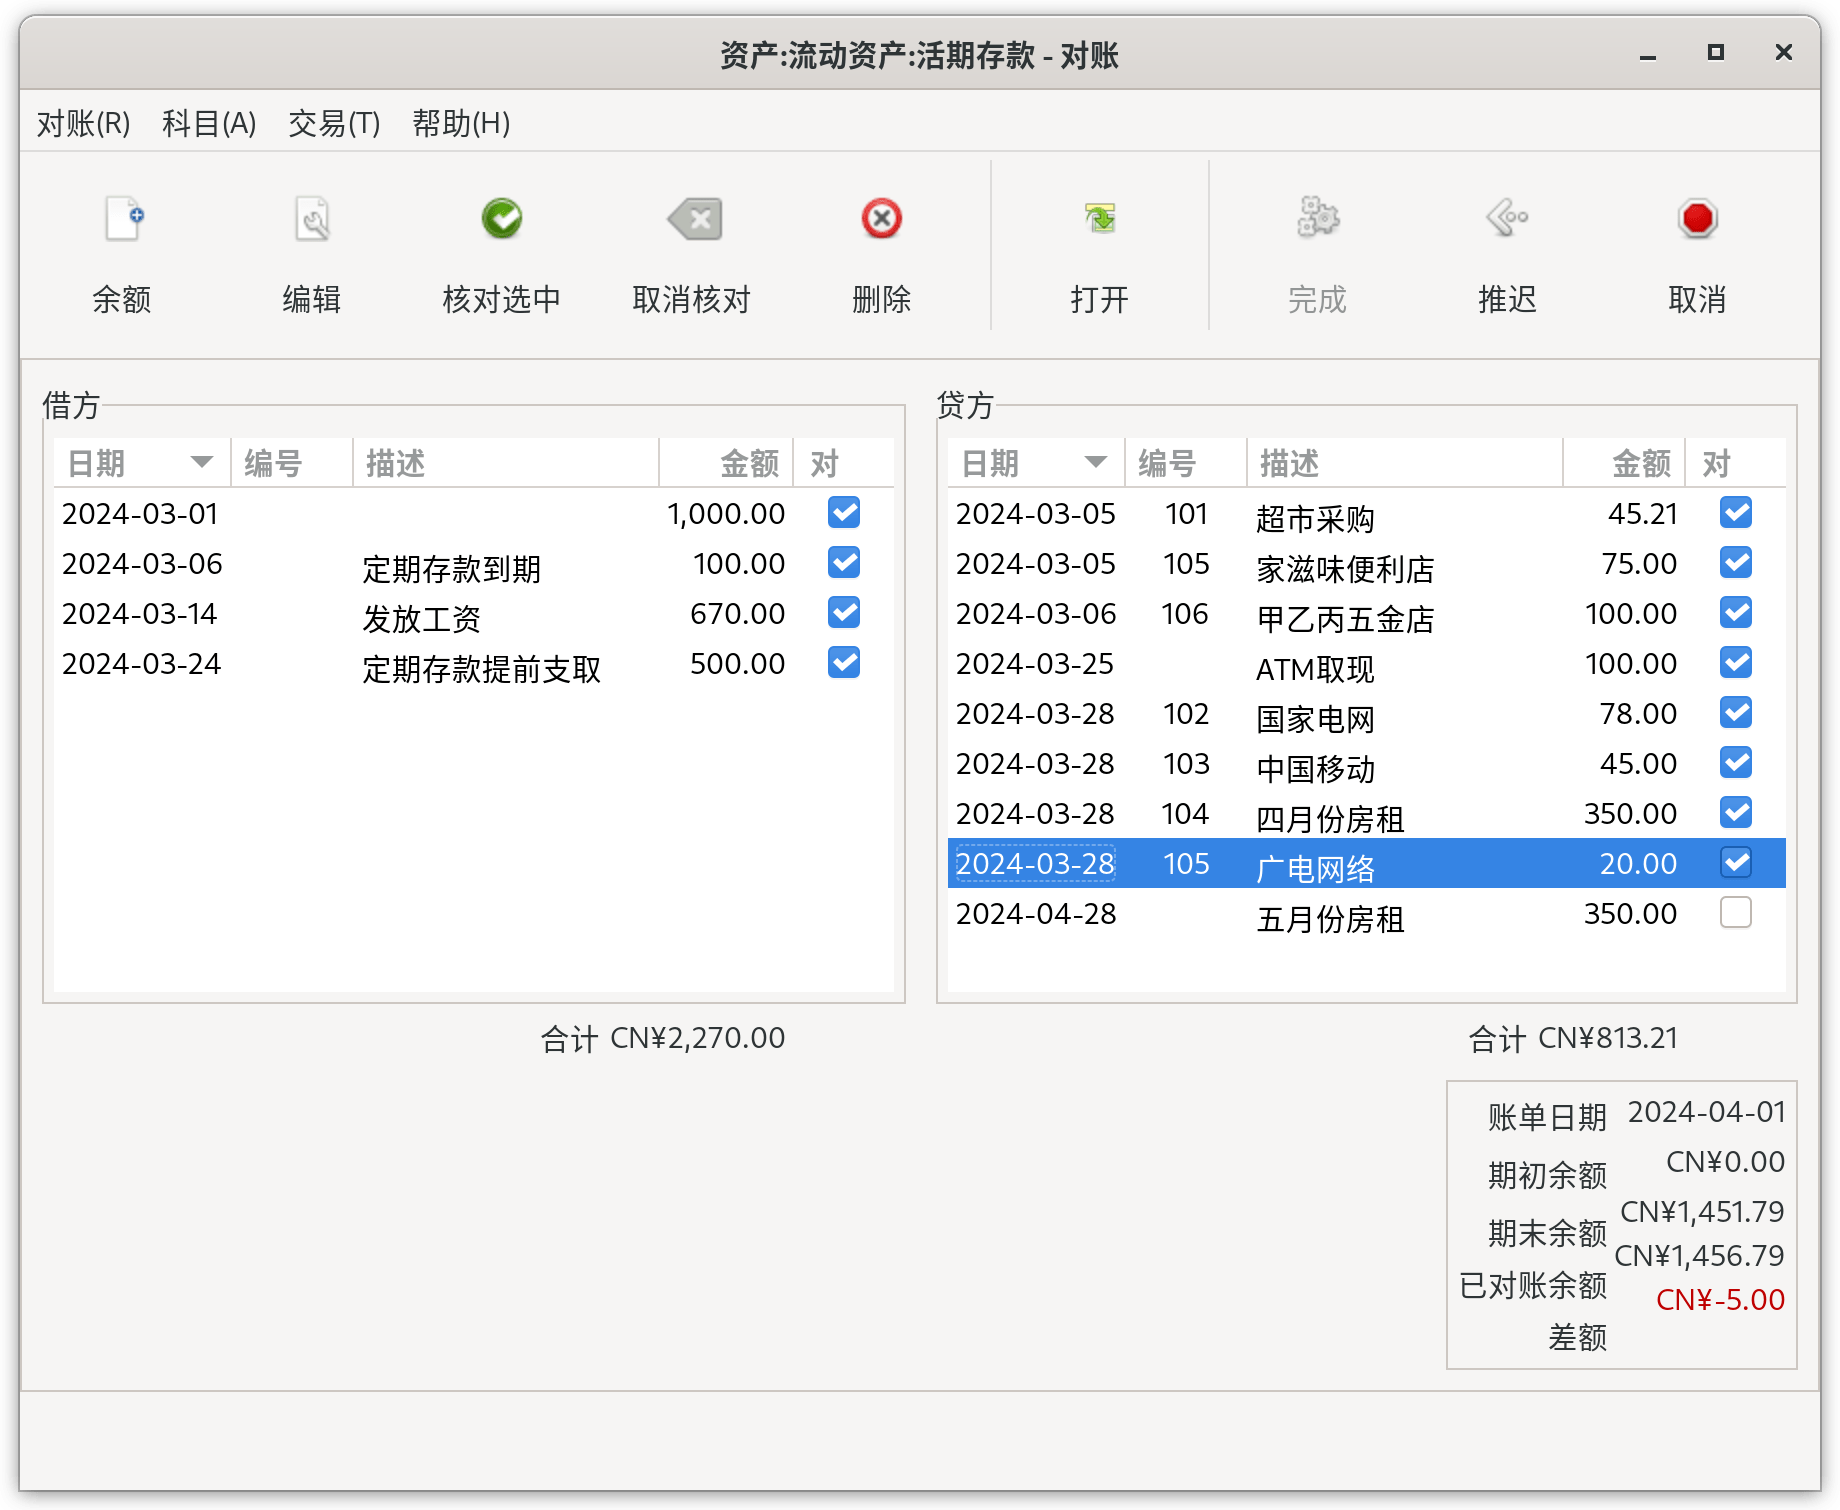 资产:流动资产:活期存款 - 对账
对账(R) 科目(A) 交易(T) 帮助(H)
余额 编辑 核对选中 取消核对 删除 打开 完成 推迟 取消
借方
日期 编号 描述 金额 对
2024-03-01 1,000.00
2024-03-06 定期存款到期 100.00
2024-03-14 发放工资 670.00
2024-03-24 定期存款提前支取 500.00
合计 CN¥2,270.00
贷方
日期 编号 描述 金额 对
2024-03-05 101 超市采购 45.21
2024-03-05 105 家滋味便利店 75.00
2024-03-06 106 甲乙丙五金店 100.00
2024-03-25 ATM取现 100.00
2024-03-28 102 国家电网 78.00
2024-03-28 103 中国移动 45.00
2024-03-28 104 四月份房租 350.00
2024-03-28 105 广电网络 20.00
2024-04-28 五月份房租 350.00
合计 CN¥813.21
账单日期 2024-04-01
期初余额 CN¥0.00
期末余额 CN¥1,451.79
已对账余额 CN¥1,456.79
差额 CN¥-5.00